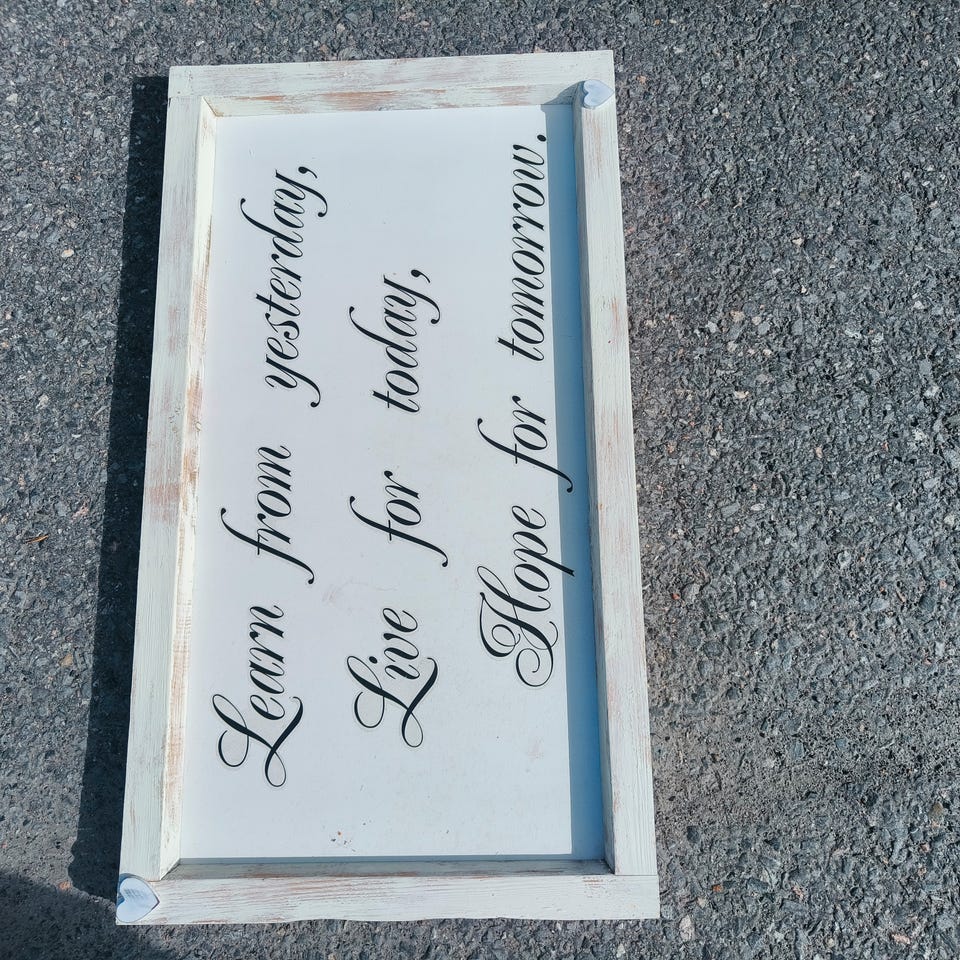 Learn from yesterday,
Live for today,
Hope for tomorrow.